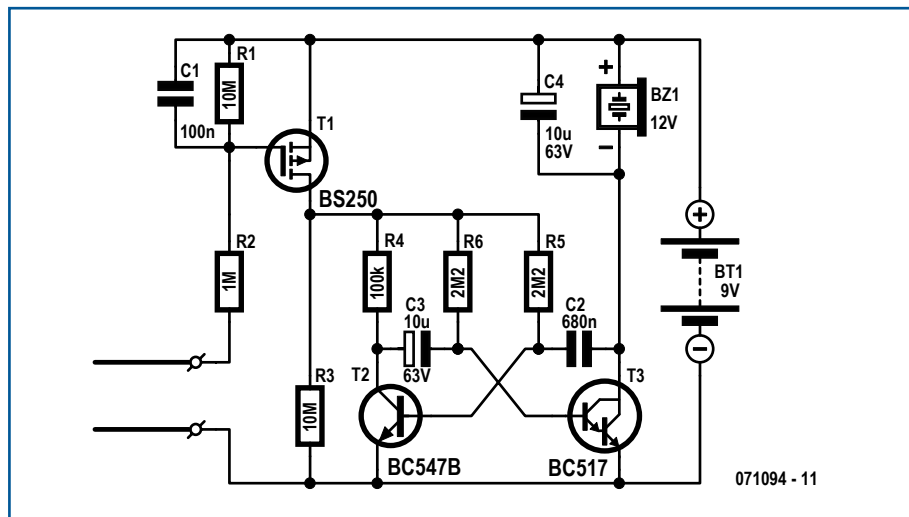 C1
100n
R1
10M
T1
BS250
C4
10u
63V
+
BZ1
12V
−
R2
1M
R4
100k
R6
2M2
R5
2M2
C3
10u
63V
C2
680n
+
BT1
9V
−
R3
10M
T2
BC547B
T3
BC517
071094 - 11